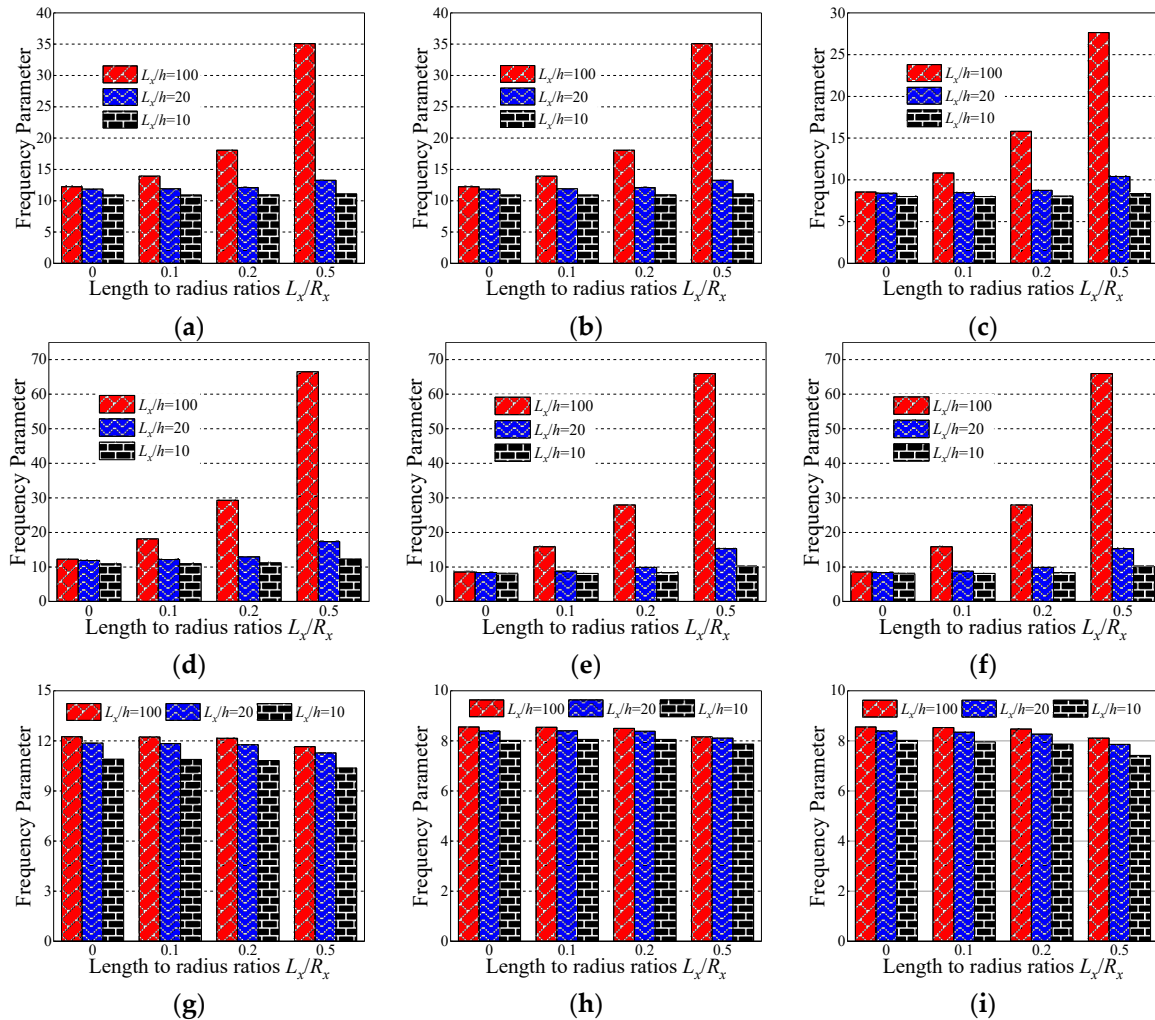 40
35
30
25
20
15
10
5
0
Frequency Parameter
Lx/h=100
Lx/h=20
Lx/h=10
0 0.1 0.2 0.5
Length to radius ratios Lx/Rx
(a)
40
35
30
25
20
15
10
5
0
Frequency Parameter
Lx/h=100
Lx/h=20
Lx/h=10
0 0.1 0.2 0.5
Length to radius ratios Lx/Rx
(b)
30
25
20
15
10
5
0
Frequency Parameter
Lx/h=100
Lx/h=20
Lx/h=10
0 0.1 0.2 0.5
Length to radius ratios Lx/Rx
(c)
70
60
50
40
30
20
10
0
Frequency Parameter
Lx/h=100
Lx/h=20
Lx/h=10
0 0.1 0.2 0.5
Length to radius ratios Lx/Rx
(d)
70
60
50
40
30
20
10
0
Frequency Parameter
Lx/h=100
Lx/h=20
Lx/h=10
0 0.1 0.2 0.5
Length to radius ratios Lx/Rx
(e)
70
60
50
40
30
20
10
0
Frequency Parameter
Lx/h=100
Lx/h=20
Lx/h=10
0 0.1 0.2 0.5
Length to radius ratios Lx/Rx
(f)
15
12
9
6
3
0
Frequency Parameter
Lx/h=100 Lx/h=20 Lx/h=10
0 0.1 0.2 0.5
Length to radius ratios Lx/Rx
(g)
10
8
6
4
2
0
Frequency Parameter
Lx/h=100 Lx/h=20 Lx/h=10
0 0.1 0.2 0.5
Length to radius ratios Lx/Rx
(h)
10
8
6
4
2
0
Frequency Parameter
Lx/h=100 Lx/h=20 Lx/h=10
0 0.1 0.2 0.5
Length to radius ratios Lx/Rx
(i)